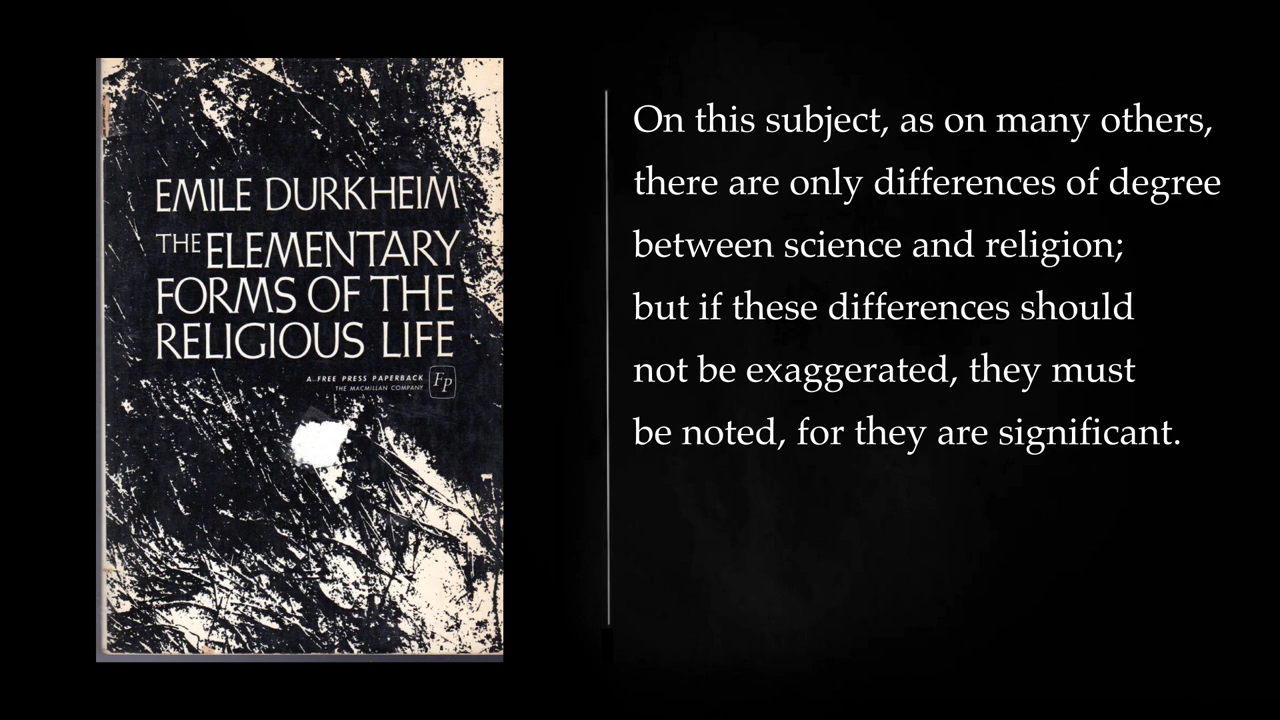 EMILE DURKHEIM
THE ELEMENTARY
FORMS OF THE
RELIGIOUS LIFE
A FREE PRESS PAPERBACK
THE MACMILLAN COMPANY
Fp
On this subject, as on many others,
there are only differences of degree
between science and religion;
but if these differences should
not be exaggerated, they must
be noted, for they are significant.